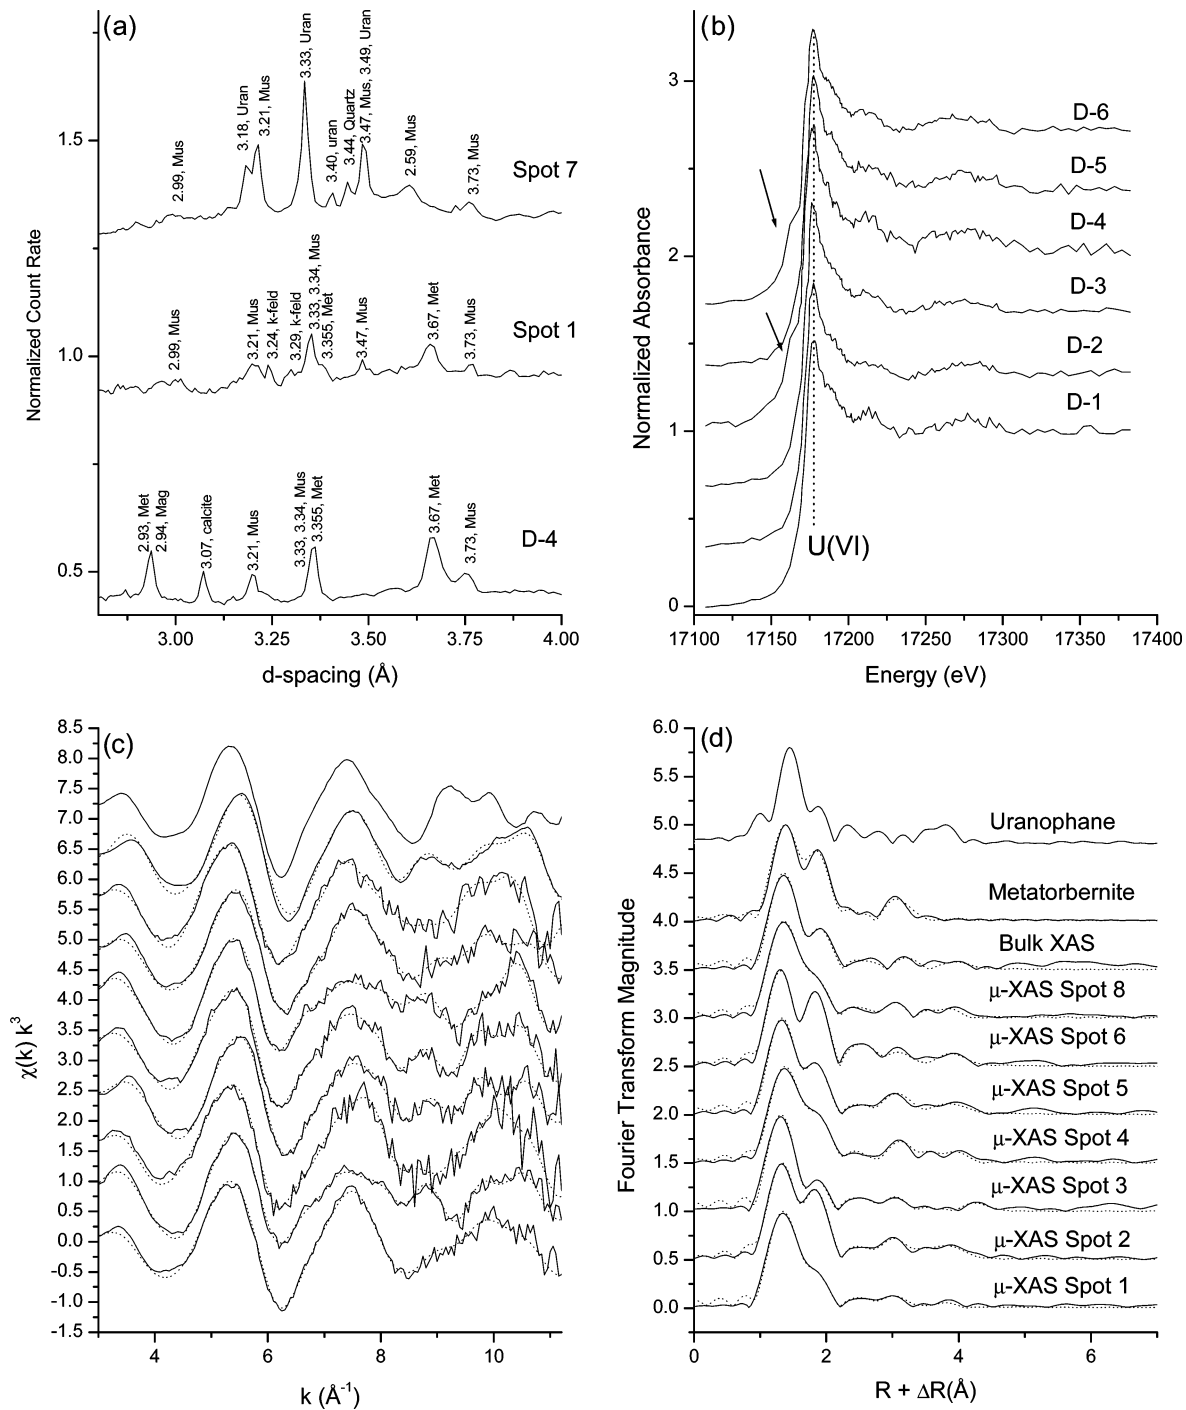 (a)
2.99, Mus
3.18, Uran
3.21, Mus
3.33, Uran
3.40, uran
3.44, Quartz
3.47, Mus, 3.49, Uran
2.59, Mus
3.73, Mus
Spot 7
2.99, Mus
3.21, Mus
3.24, k-feld
3.29, k-feld
3.33, 3.34, Mus
3.355, Met
3.47, Mus
3.67, Met
3.73, Mus
Spot 1
2.93, Met
2.94, Mag
3.07, calcite
3.21, Mus
3.33, 3.34, Mus
3.355, Met
3.67, Met
3.73, Mus
D-4
Normalized Count Rate
1.5
1.0
0.5
3.00 3.25 3.50 3.75 4.00
d-spacing (Å)
(b)
D-6
D-5
D-4
D-3
D-2
D-1
U(VI)
Normalized Absorbance
3
2
1
0
17100 17150 17200 17250 17300 17350 17400
Energy (eV)
(c)
χ(k) k³
8.5
8.0
7.5
7.0
6.5
6.0
5.5
5.0
4.5
4.0
3.5
3.0
2.5
2.0
1.5
1.0
0.5
0.0
-0.5
-1.0
-1.5
4 6 8 10
k (Å⁻¹)
(d)
Uranophane
Metatorbernite
Bulk XAS
μ-XAS Spot 8
μ-XAS Spot 6
μ-XAS Spot 5
μ-XAS Spot 4
μ-XAS Spot 3
μ-XAS Spot 2
μ-XAS Spot 1
Fourier Transform Magnitude
6.0
5.5
5.0
4.5
4.0
3.5
3.0
2.5
2.0
1.5
1.0
0.5
0.0
0 2 4 6
R + ΔR(Å)